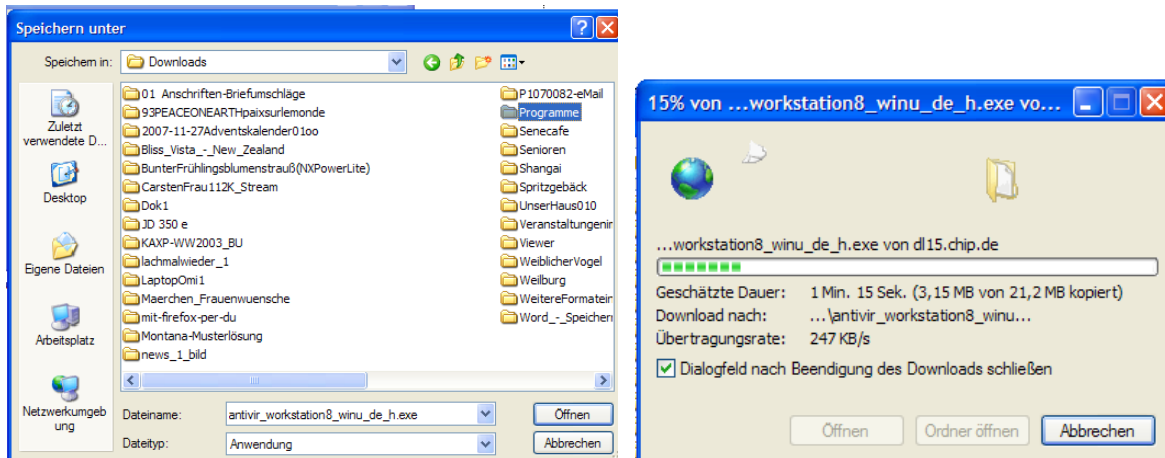 Speichern unter
Speichern in:
Downloads
Zuletzt
verwendete D...
Desktop
Eigene Dateien
Arbeitsplatz
Netzwerkumgeb
ung
01 Anschriften-Briefumschläge
93PEACEONEARTHpaixsurlemonde
2007-11-27Adventskalender01oo
Bliss_Vista_-_New_Zealand
BunterFrühlingsblumenstrauß(NXPowerLite)
CarstenFrau112K_Stream
Dok1
JD 350 e
KAXP-WW2003_BU
lachmalwieder_1
LaptopOmi1
Maerchen_Frauenwuensche
mit-firefox-per-du
Montana-Musterlösung
news_1_bild
P1070082-eMail
Programme
Senecafe
Senioren
Shangai
Spritzgebäck
UnserHaus010
Veranstaltungenir
Viewer
WeiblicherVogel
Weilburg
WeitereFormatein
Word_-_Speichern
Dateiname:
antivir_workstation8_winu_de_h.exe
Öffnen
Dateityp:
Anwendung
Abbrechen
15% von ...workstation8_winu_de_h.exe vo...
...workstation8_winu_de_h.exe von dl15.chip.de
Geschätzte Dauer: 1 Min. 15 Sek. (3,15 MB von 21,2 MB kopiert)
Download nach: ...\antivir_workstation8_winu...
Übertragungsrate: 247 KB/s
Dialogfeld nach Beendigung des Downloads schließen
Öffnen
Ordner öffnen
Abbrechen